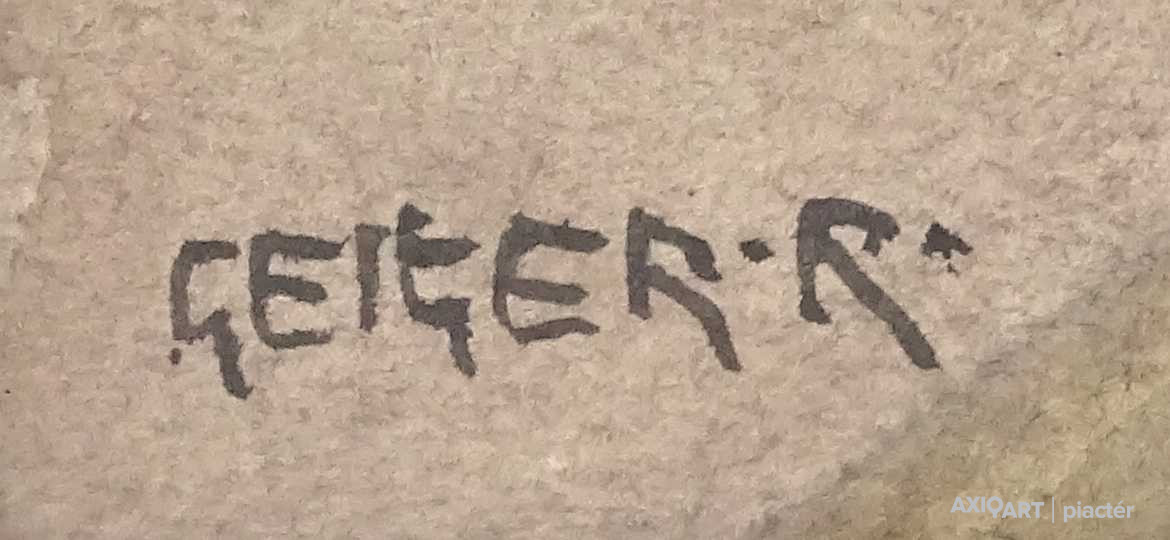 GEIGER·R·
AXIOART | piactér